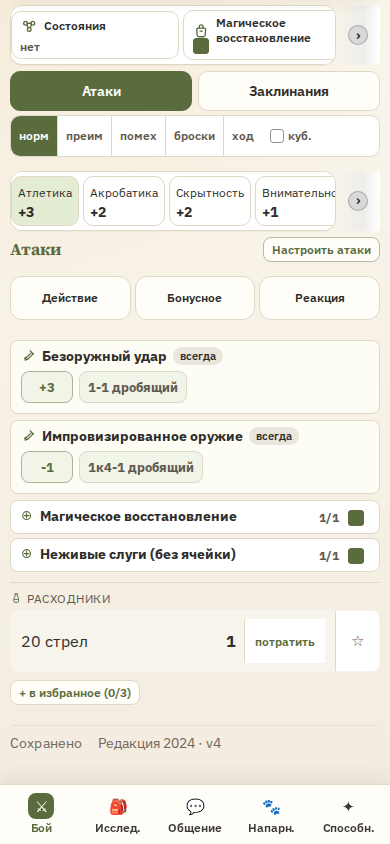 Состояния
нет
Магическое
восстановление
›
Атаки
Заклинания
норм преим помех броски ход куб.
Атлетика
+3
Акробатика
+2
Скрытность
+2
Внимательно
+1
›
Атаки
Настроить атаки
Действие
Бонусное
Реакция
Безоружный удар всегда
+3 1-1 дробящий
Импровизированное оружие всегда
-1 1к4-1 дробящий
Магическое восстановление 1/1
Неживые слуги (без ячейки) 1/1
РАСХОДНИКИ
20 стрел 1 потратить
+ в избранное (0/3)
Сохранено Редакция 2024 · v4
Бой Исслед. Общение Напарн. Способн.